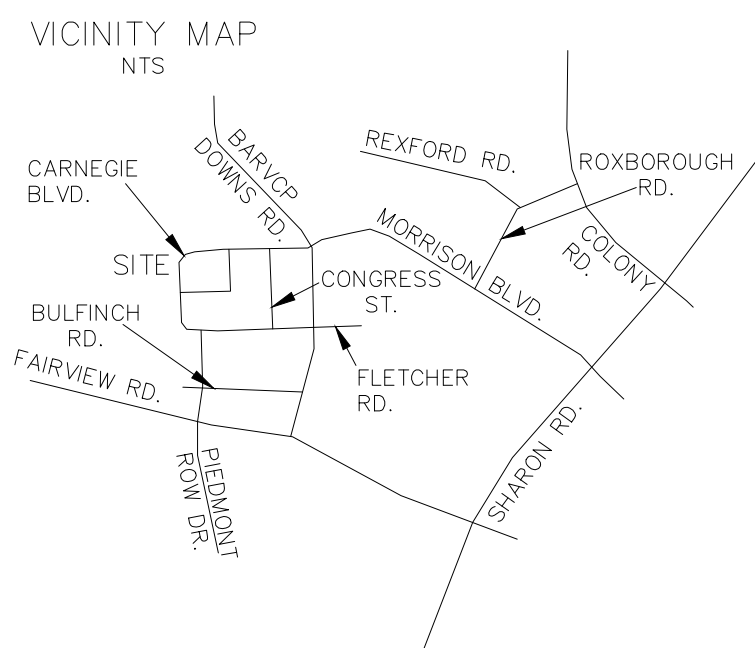 VICINITY MAP
NTS
BARVCP
DOWNS RD.
REXFORD RD.
ROXBOROUGH
RD.
CARNEGIE
BLVD.
MORRISON BLVD.
COLONY
RD.
SITE
CONGRESS
ST.
BULFINCH
RD.
FAIRVIEW RD.
FLETCHER
RD.
SHARON RD.
PIEDMONT
ROW DR.